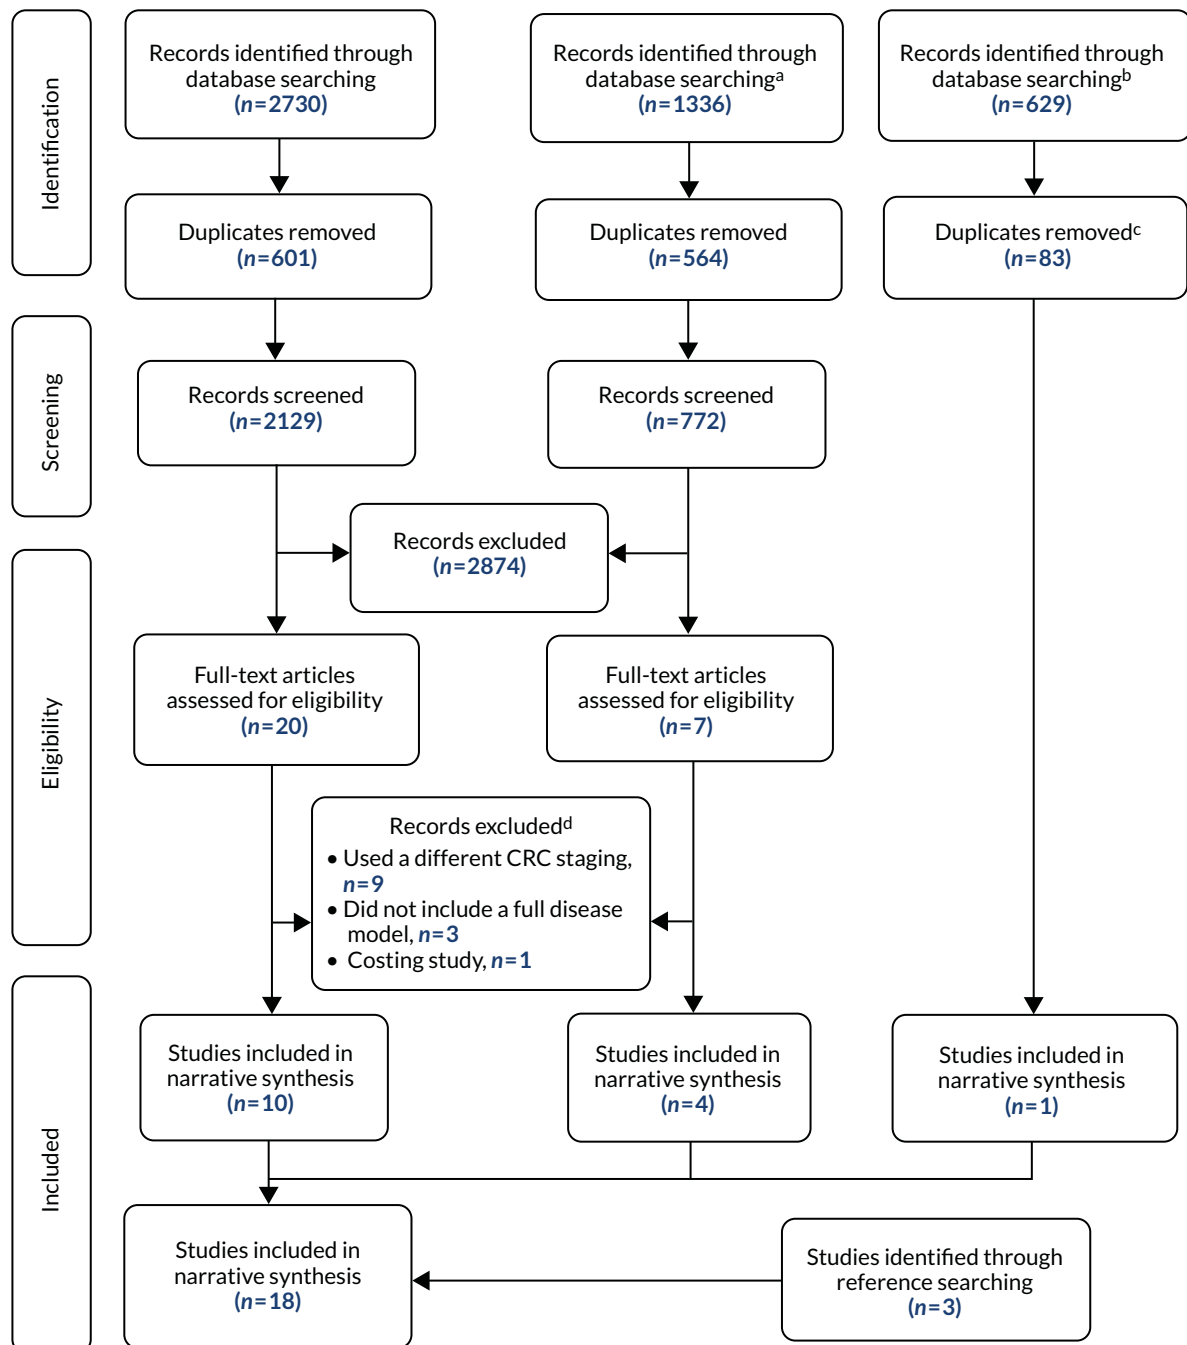 Identification
Records identified through
database searching
(n=2730)
Records identified through
database searchingᵃ
(n=1336)
Records identified through
database searchingᵇ
(n=629)
Duplicates removed
(n=601)
Duplicates removed
(n=564)
Duplicates removedᶜ
(n=83)
Screening
Records screened
(n=2129)
Records screened
(n=772)
Records excluded
(n=2874)
Eligibility
Full-text articles
assessed for eligibility
(n=20)
Full-text articles
assessed for eligibility
(n=7)
Records excludedᵈ
• Used a different CRC staging,
n=9
• Did not include a full disease
model, n=3
• Costing study, n=1
Included
Studies included in
narrative synthesis
(n=10)
Studies included in
narrative synthesis
(n=4)
Studies included in
narrative synthesis
(n=1)
Studies included in
narrative synthesis
(n=18)
Studies identified through
reference searching
(n=3)